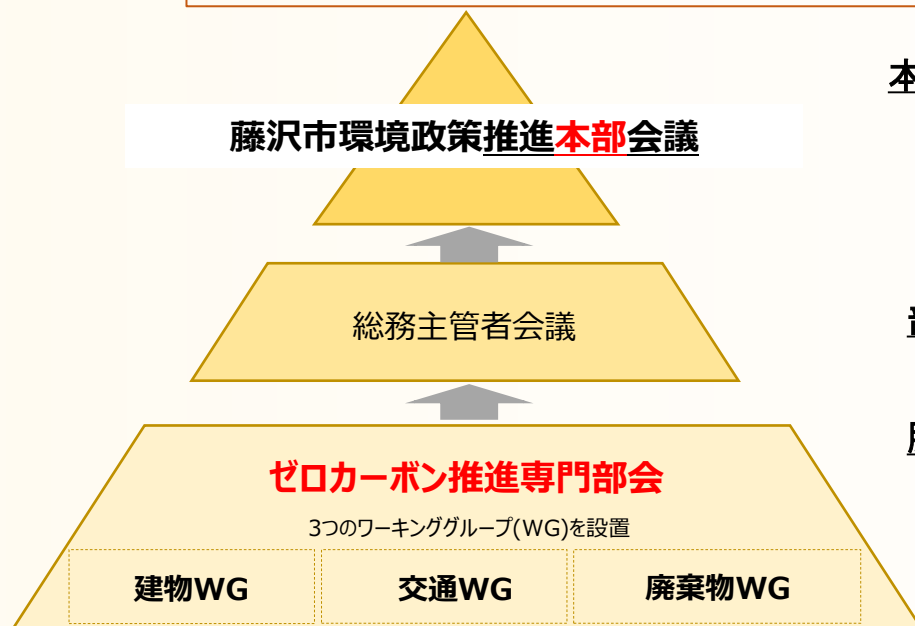 本
藤沢市環境政策推進本部会議
総務主管者会議
ゼロカーボン推進専門部会
3つのワーキンググループ(WG)を設置
建物WG
交通WG
廃棄物WG